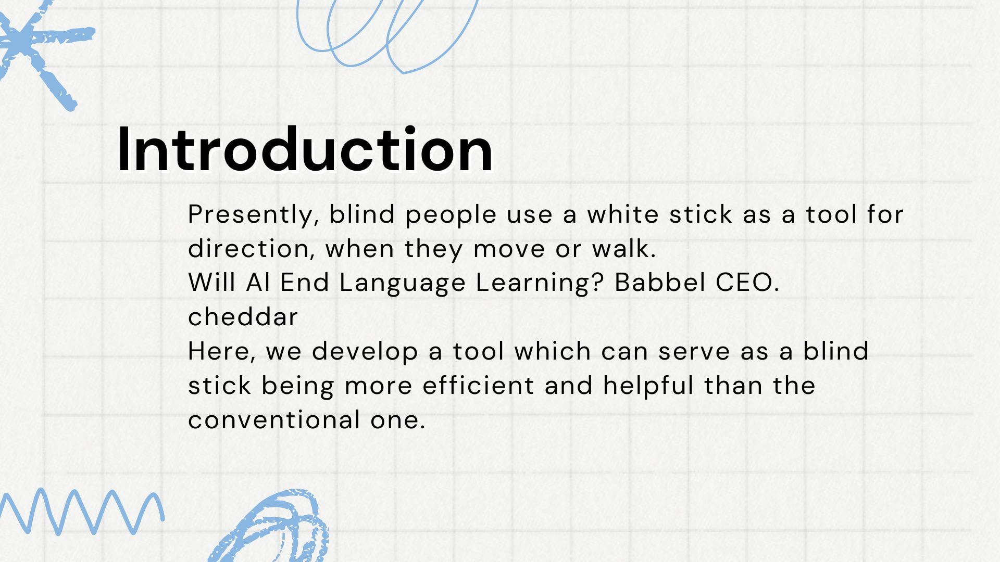 Introduction
Presently, blind people use a white stick as a tool for
direction, when they move or walk.
Will Al End Language Learning? Babbel CEO.
cheddar
Here, we develop a tool which can serve as a blind
stick being more efficient and helpful than the
conventional one.